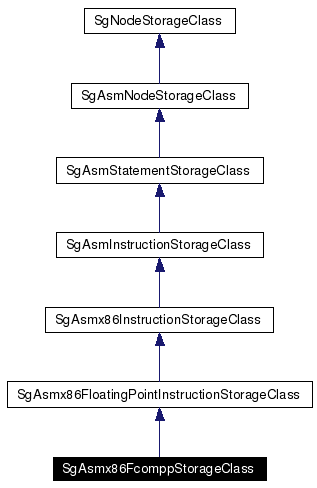 SgNodeStorageClass
SgAsmNodeStorageClass
SgAsmStatementStorageClass
SgAsmInstructionStorageClass
SgAsmx86InstructionStorageClass
SgAsmx86FloatingPointInstructionStorageClass
SgAsmx86FcomppStorageClass